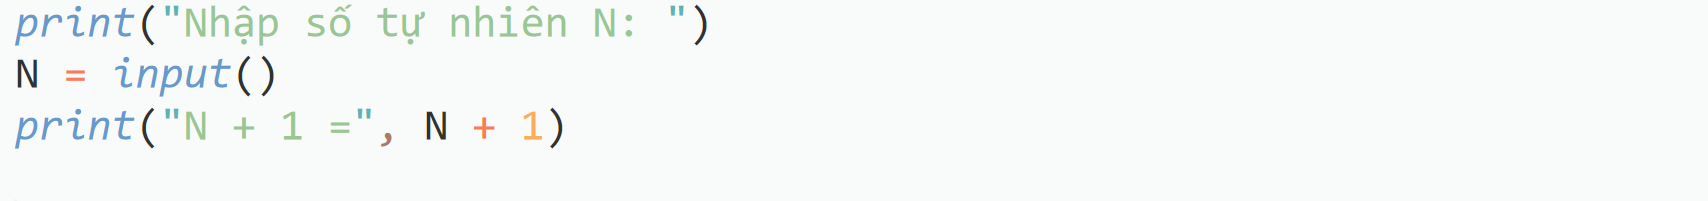 print("Nhập số tự nhiên N: ")
N = input()
print("N + 1 =", N + 1)